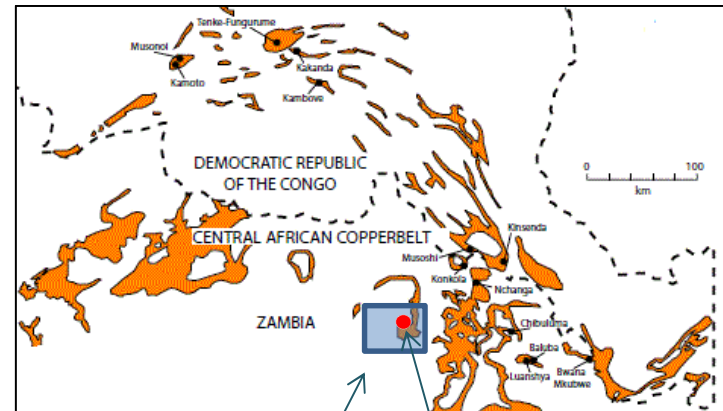 Tenke-Fungurume
Musonoi
Kamoto
Kakanda
Kambove
DEMOCRATIC REPUBLIC
OF THE CONGO
0 100
km
CENTRAL AFRICAN COPPERBELT
Kinsenda
Musoshi
Konkola
Nchanga
ZAMBIA
Chibuluma
Baluba
Luanshya
Bwana
Mkubwe